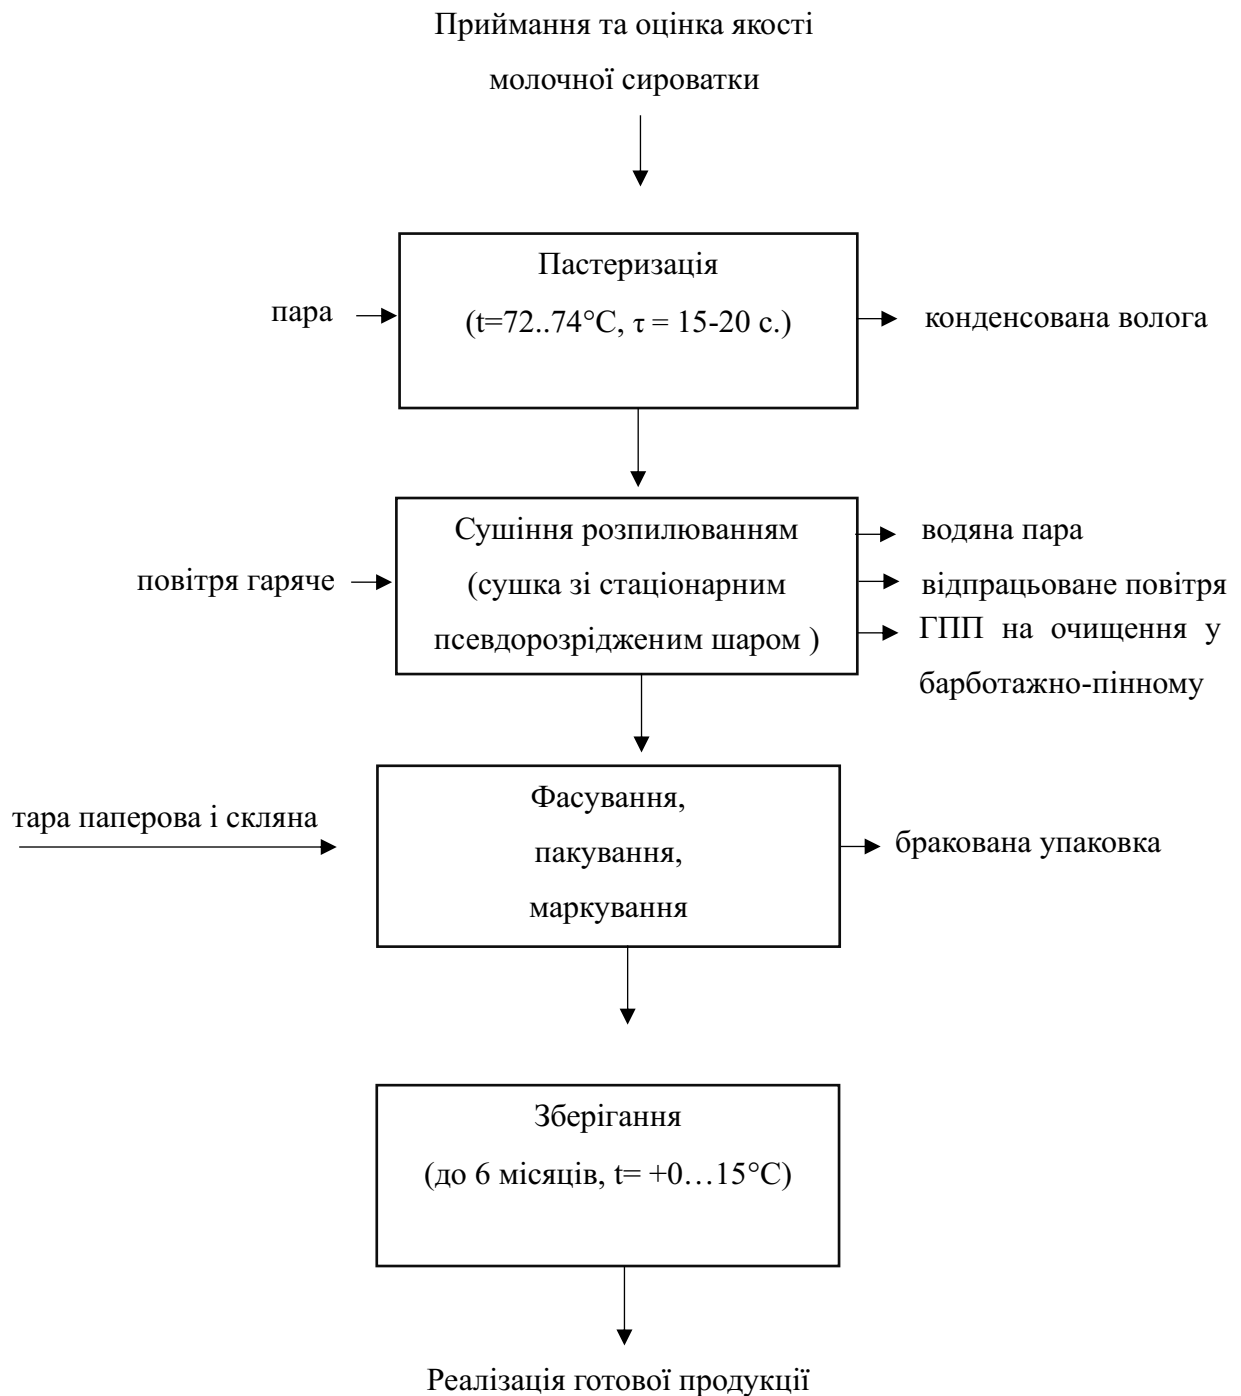 Приймання та оцінка якості
молочної сироватки
Пастеризація
(t=72..74°C, τ = 15-20 с.)
пара
конденсована волога
Сушіння розпилюванням
(сушка зі стаціонарним
псевдорозрідженим шаром )
повітря гаряче
водяна пара
відпрацьоване повітря
ГПП на очищення у
барботажно-пінному
Фасування,
пакування,
маркування
тара паперова і скляна
бракована упаковка
Зберігання
(до 6 місяців, t= +0…15°C)
Реалізація готової продукції